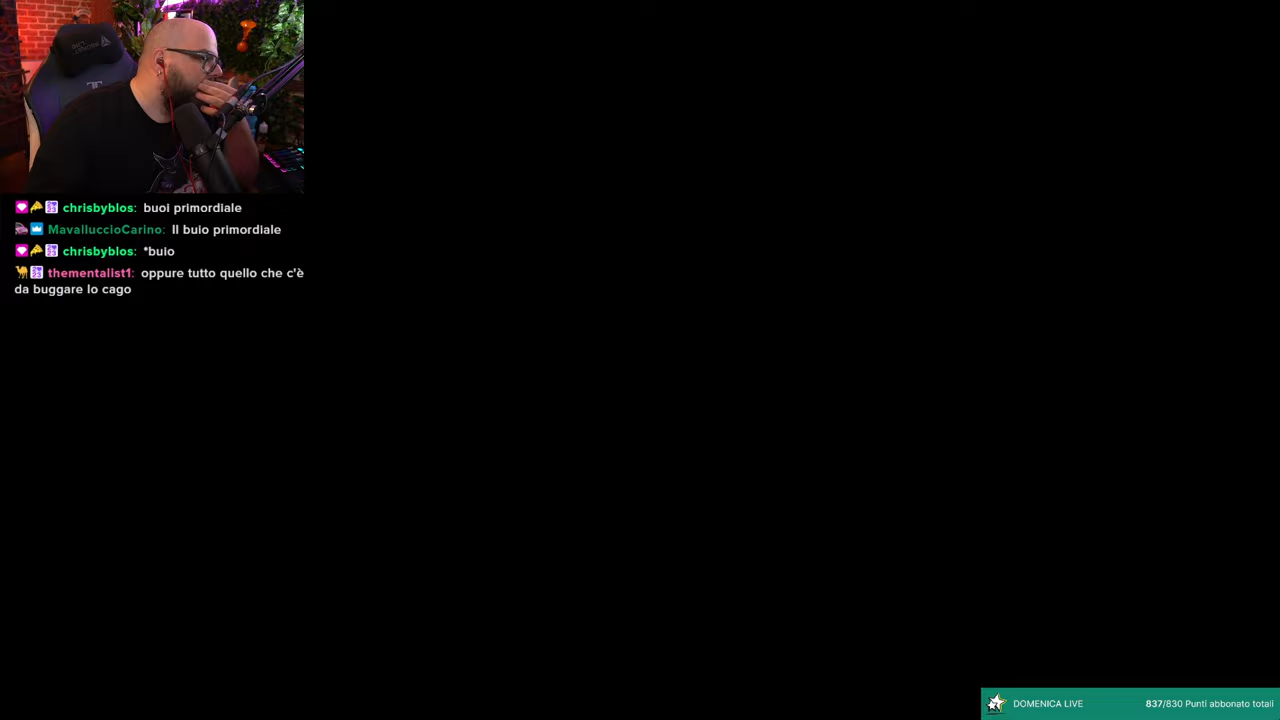 chrisbyblos: buoi primordiale
MavalluccioCarino: Il buio primordiale
chrisbyblos: *buio
thementalist1: oppure tutto quello che c'è
da buggare lo cago
DOMENICA LIVE 837/830 Punti abbonato totali